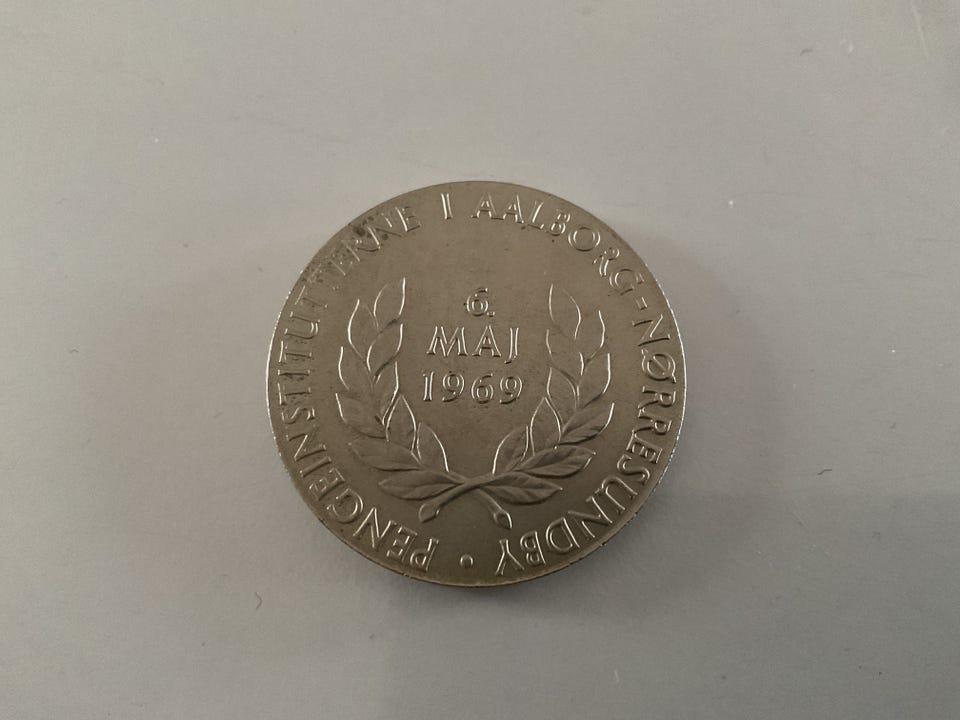 PENGEINSTITUTTERNE I AALBORG-NØRRESUNDBY •
6.
MAJ
1969